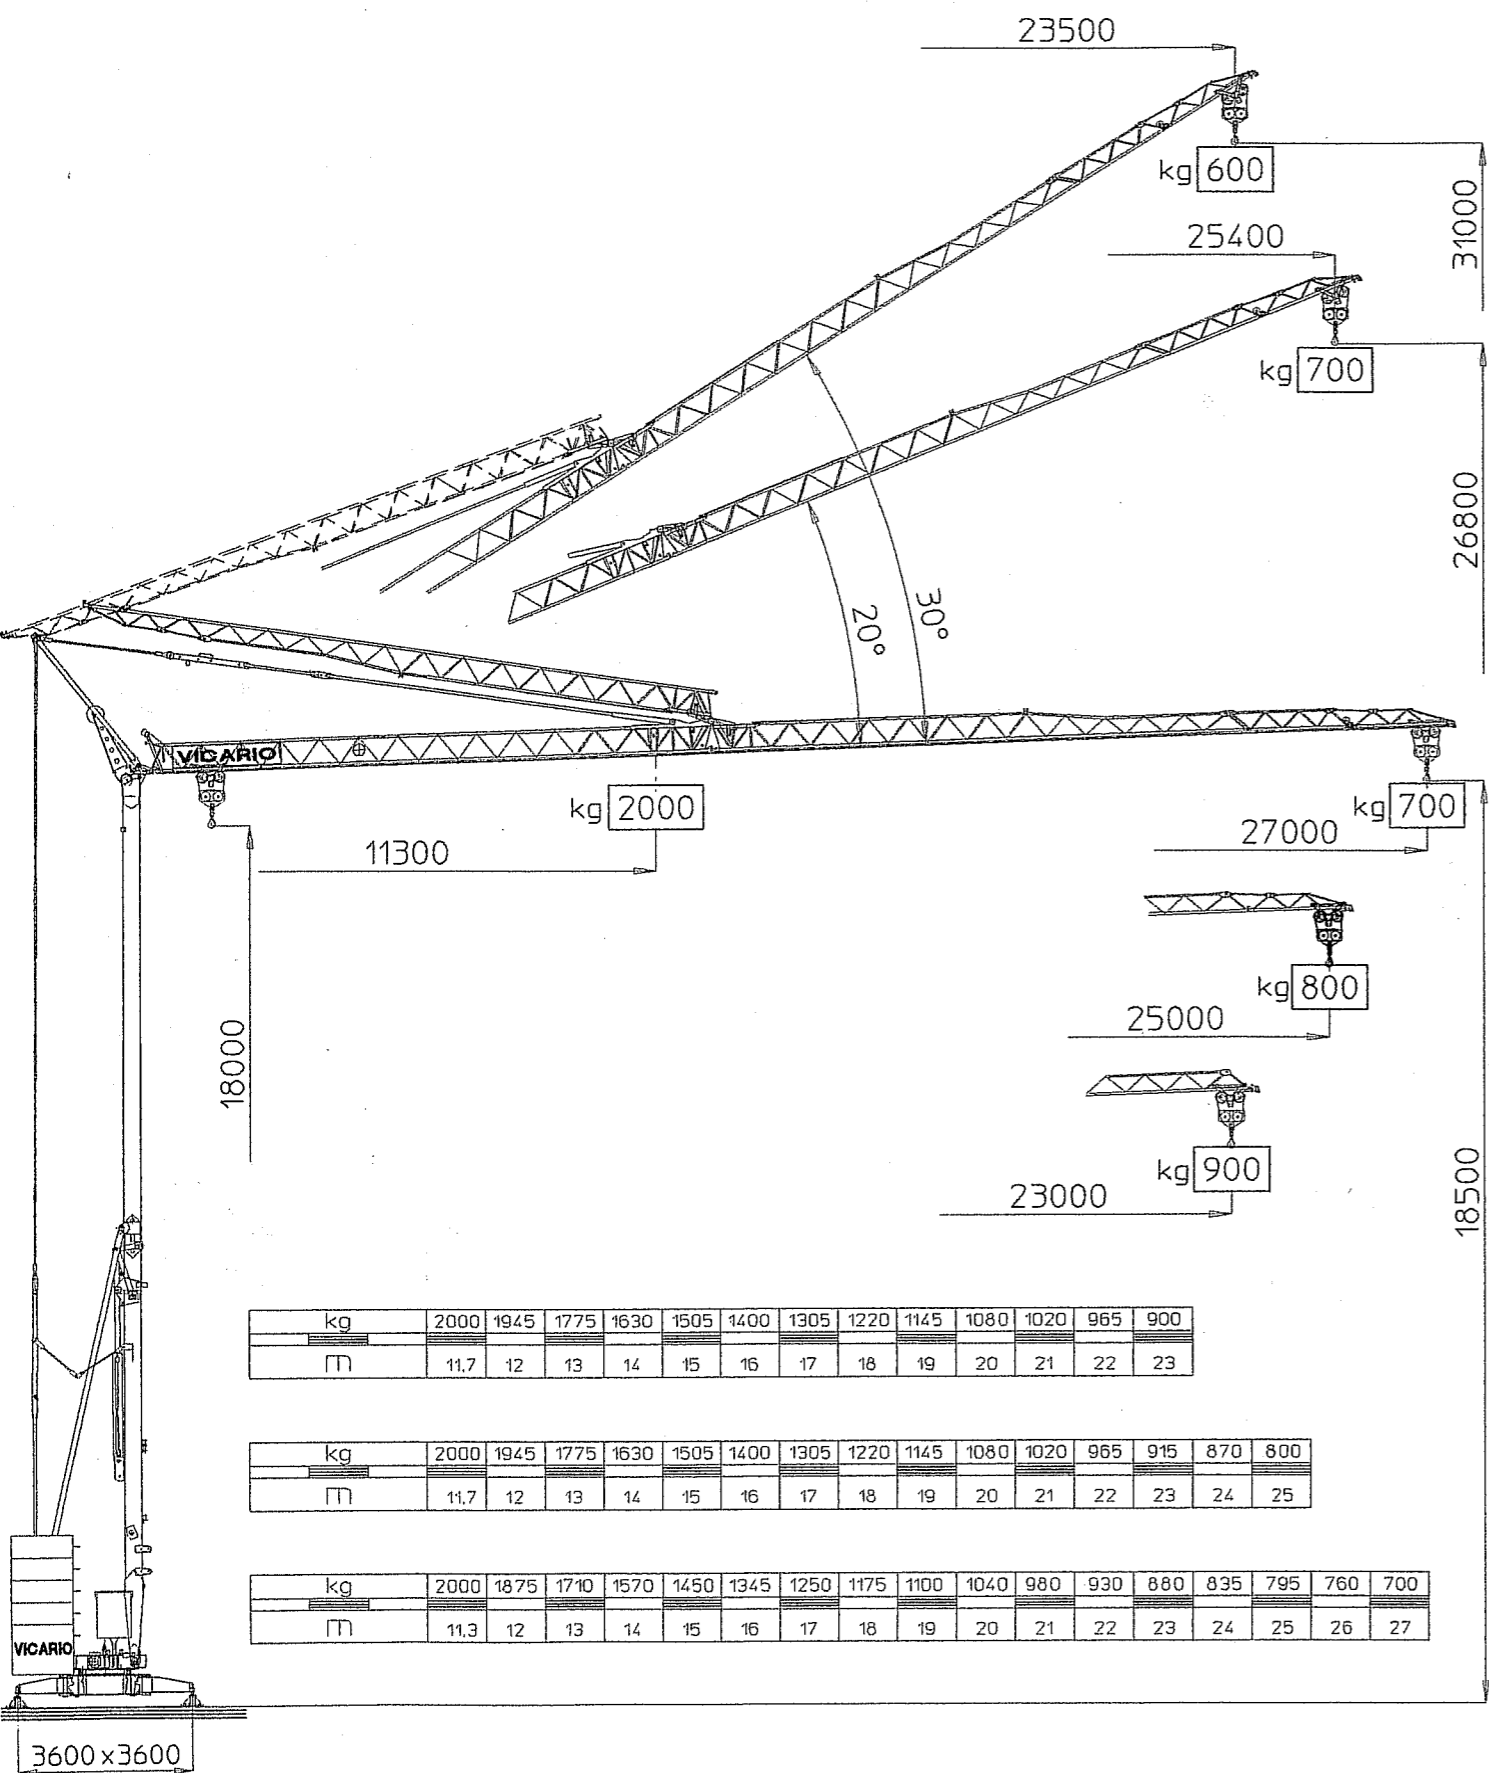 23500
kg 600
31000
25400
kg 700
26800
30°
20°
VICARIO
kg 2000
kg 700
11300
27000
kg 800
25000
18000
kg 900
23000
18500
kg 2000 1945 1775 1630 1505 1400 1305 1220 1145 1080 1020 965 900
m 11,7 12 13 14 15 16 17 18 19 20 21 22 23
kg 2000 1945 1775 1630 1505 1400 1305 1220 1145 1080 1020 965 915 870 800
m 11,7 12 13 14 15 16 17 18 19 20 21 22 23 24 25
kg 2000 1875 1710 1570 1450 1345 1250 1175 1100 1040 980 930 880 835 795 760 700
m 11,3 12 13 14 15 16 17 18 19 20 21 22 23 24 25 26 27
VICARIO
3600x3600